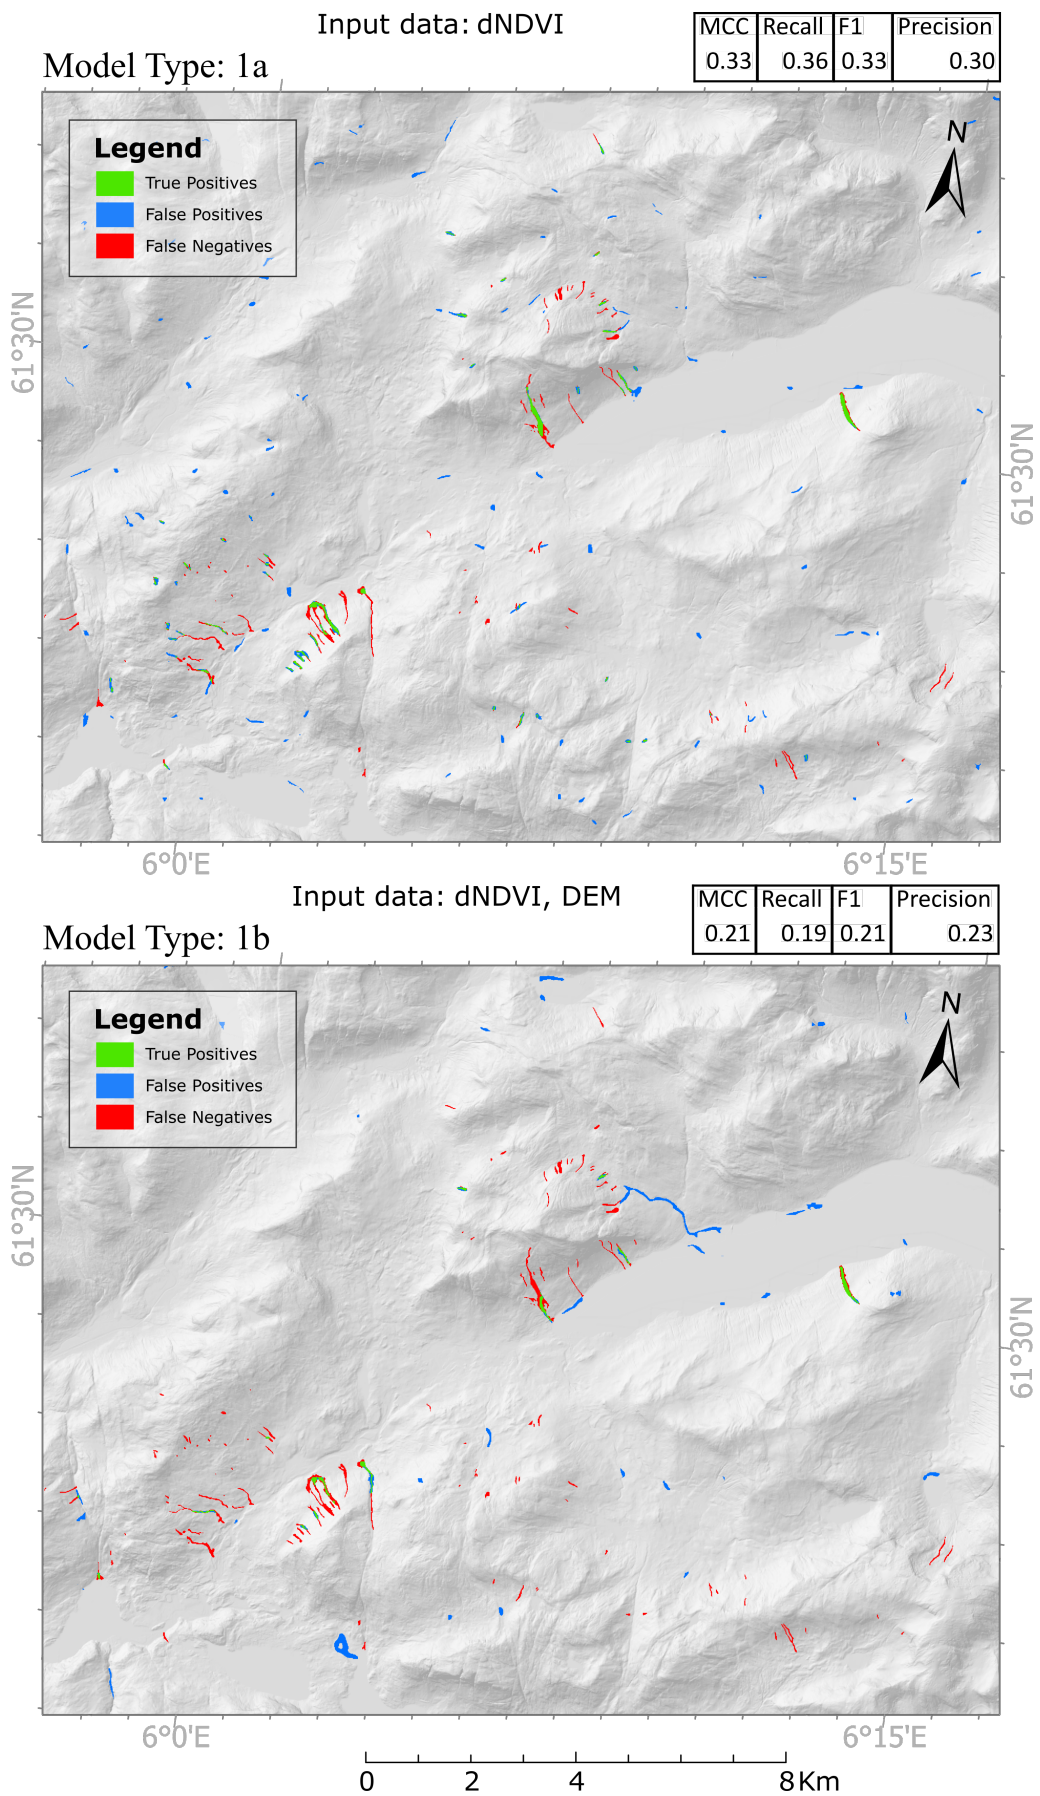 Input data: dNDVI
MCC Recall F1 Precision
0.33 0.36 0.33 0.30
Model Type: 1a
Legend
True Positives
False Positives
False Negatives
N
61°30'N
61°30'N
6°0'E
6°15'E
Input data: dNDVI, DEM
MCC Recall F1 Precision
0.21 0.19 0.21 0.23
Model Type: 1b
Legend
True Positives
False Positives
False Negatives
N
61°30'N
61°30'N
6°0'E
6°15'E
0 2 4 8Km